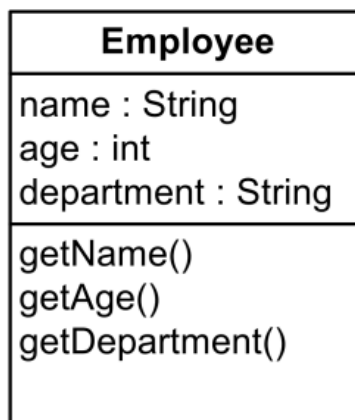 Employee
name : String
age : int
department : String
getName()
getAge()
getDepartment()